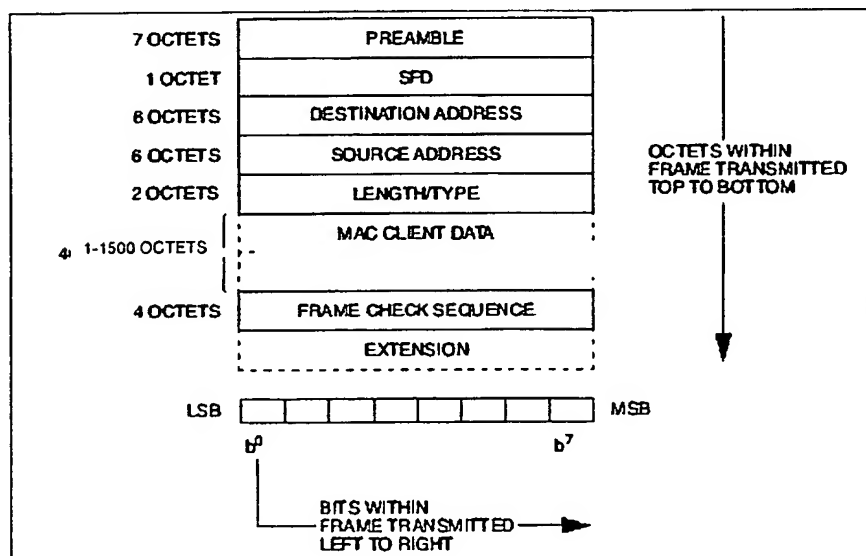 7 OCTETS PREAMBLE
1 OCTET SFD
6 OCTETS DESTINATION ADDRESS
6 OCTETS SOURCE ADDRESS
2 OCTETS LENGTH/TYPE
1-1500 OCTETS MAC CLIENT DATA
4 OCTETS FRAME CHECK SEQUENCE
EXTENSION
OCTETS WITHIN
FRAME TRANSMITTED
TOP TO BOTTOM
LSB MSB
b0 b7
BITS WITHIN
FRAME TRANSMITTED
LEFT TO RIGHT